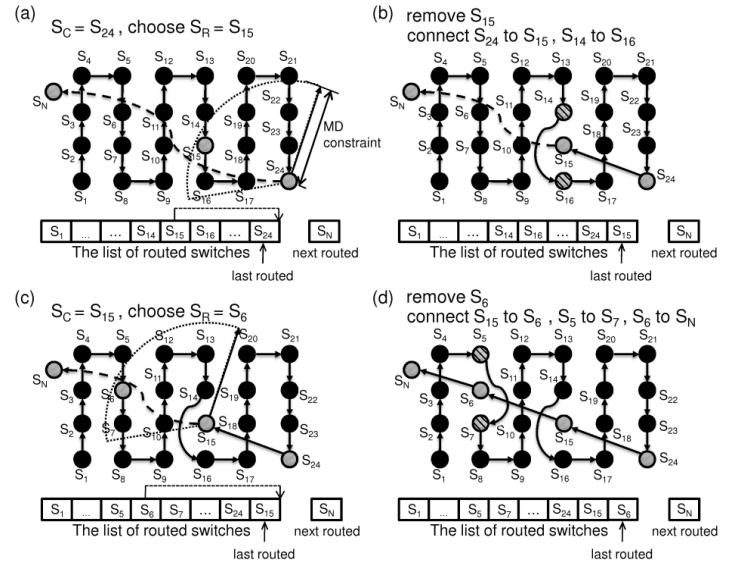 (a)
S_C = S_24 , choose S_R = S_15
S_4 S_5 S_12 S_13 S_20 S_21
S_N
S_3 S_6 S_11 S_14 S_19 S_22
S_2 S_7 S_10 S_15 S_18 S_23
MD
constraint
S_24
S_1 S_8 S_9 S_16 S_17
S_1 ... ... S_14 S_15 S_16 ... S_24 S_N
The list of routed switches next routed
last routed
(b)
remove S_15
connect S_24 to S_15 , S_14 to S_16
S_4 S_5 S_12 S_13 S_20 S_21
S_N
S_3 S_6 S_11 S_14 S_19 S_22
S_2 S_7 S_10 S_15 S_18 S_23
S_24
S_1 S_8 S_9 S_16 S_17
S_1 ... ... S_14 S_16 ... S_24 S_15 S_N
The list of routed switches next routed
last routed
(c)
S_C = S_15 , choose S_R = S_6
S_4 S_5 S_12 S_13 S_20 S_21
S_N
S_3 S_6 S_11 S_14 S_19 S_22
S_2 S_7 S_10 S_15 S_18 S_23
S_24
S_1 S_8 S_9 S_16 S_17
S_1 ... S_5 S_6 S_7 ... S_24 S_15 S_N
The list of routed switches next routed
last routed
(d)
remove S_6
connect S_15 to S_6 , S_5 to S_7 , S_6 to S_N
S_4 S_5 S_12 S_13 S_20 S_21
S_N
S_3 S_6 S_11 S_14 S_19 S_22
S_2 S_7 S_10 S_15 S_18 S_23
S_24
S_1 S_8 S_9 S_16 S_17
S_1 ... S_5 S_7 ... S_24 S_15 S_6 S_N
The list of routed switches next routed
last routed